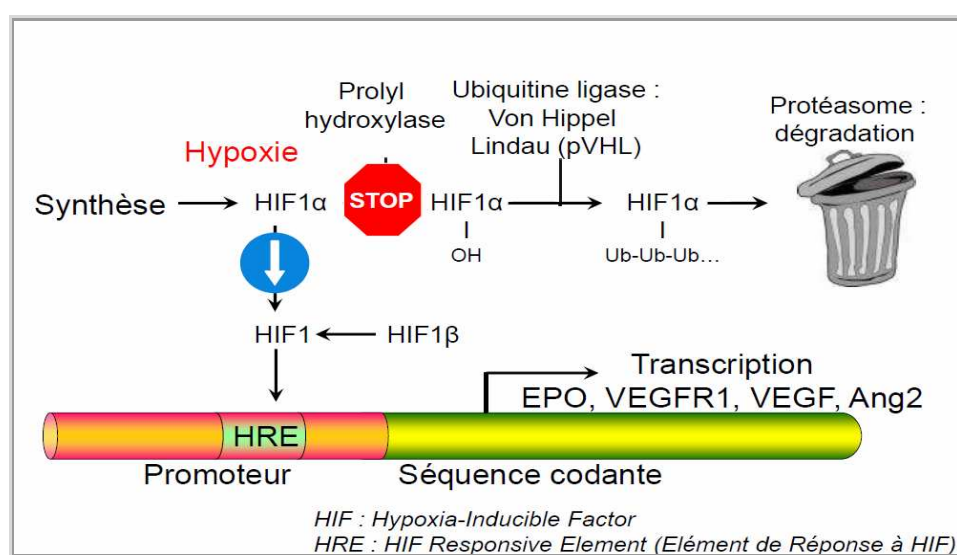 Prolyl
hydroxylase
Ubiquitine ligase :
Von Hippel
Lindau (pVHL)
Protéasome :
dégradation
Hypoxie
Synthèse
HIF1α
STOP
HIF1α
OH
HIF1α
Ub-Ub-Ub...
HIF1
HIF1β
Transcription
EPO, VEGFR1, VEGF, Ang2
HRE
Promoteur
Séquence codante
HIF : Hypoxia-Inducible Factor
HRE : HIF Responsive Element (Elément de Réponse à HIF)